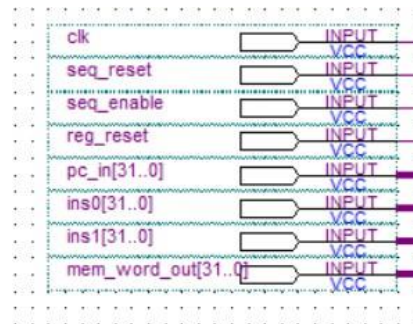 clk INPUT
VCC
seq_reset INPUT
VCC
seq_enable INPUT
VCC
reg_reset INPUT
VCC
pc_in[31..0] INPUT
VCC
ins0[31..0] INPUT
VCC
ins1[31..0] INPUT
VCC
mem_word_out[31..0] INPUT
VCC